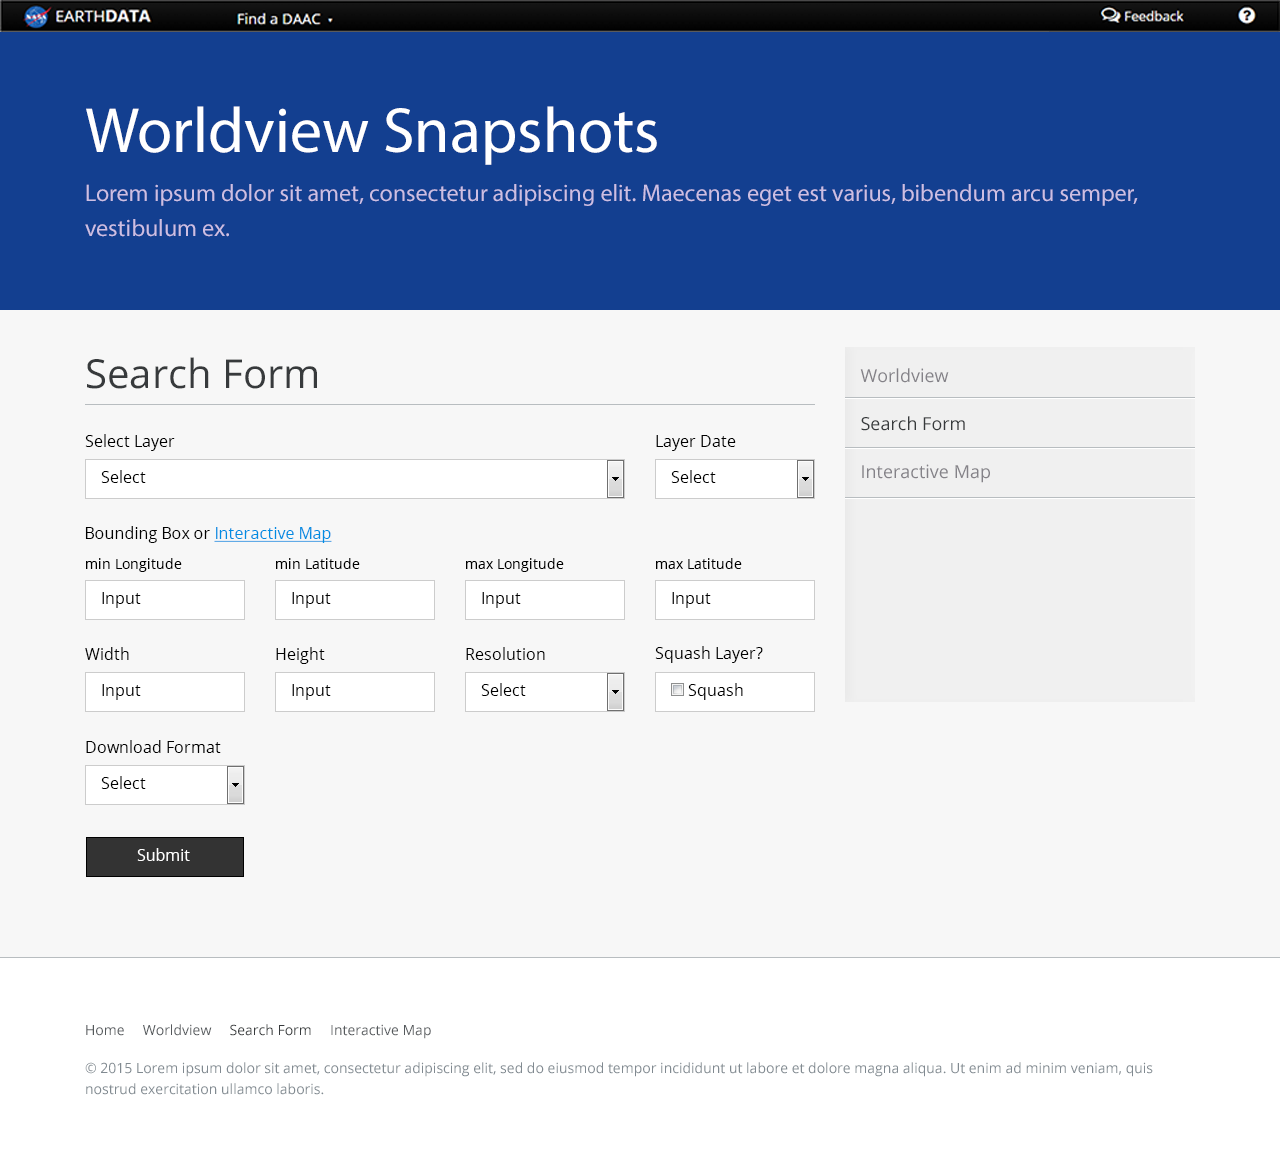 EARTHDATA Find a DAAC Feedback ?
Worldview Snapshots
Lorem ipsum dolor sit amet, consectetur adipiscing elit. Maecenas eget est varius, bibendum arcu semper,
vestibulum ex.
Search Form
Select Layer Layer Date
Select Select
Bounding Box or Interactive Map
min Longitude min Latitude max Longitude max Latitude
Input Input Input Input
Width Height Resolution Squash Layer?
Input Input Select Squash
Download Format
Select
Submit
Worldview
Search Form
Interactive Map
Home Worldview Search Form Interactive Map
© 2015 Lorem ipsum dolor sit amet, consectetur adipiscing elit, sed do eiusmod tempor incididunt ut labore et dolore magna aliqua. Ut enim ad minim veniam, quis
nostrud exercitation ullamco laboris.